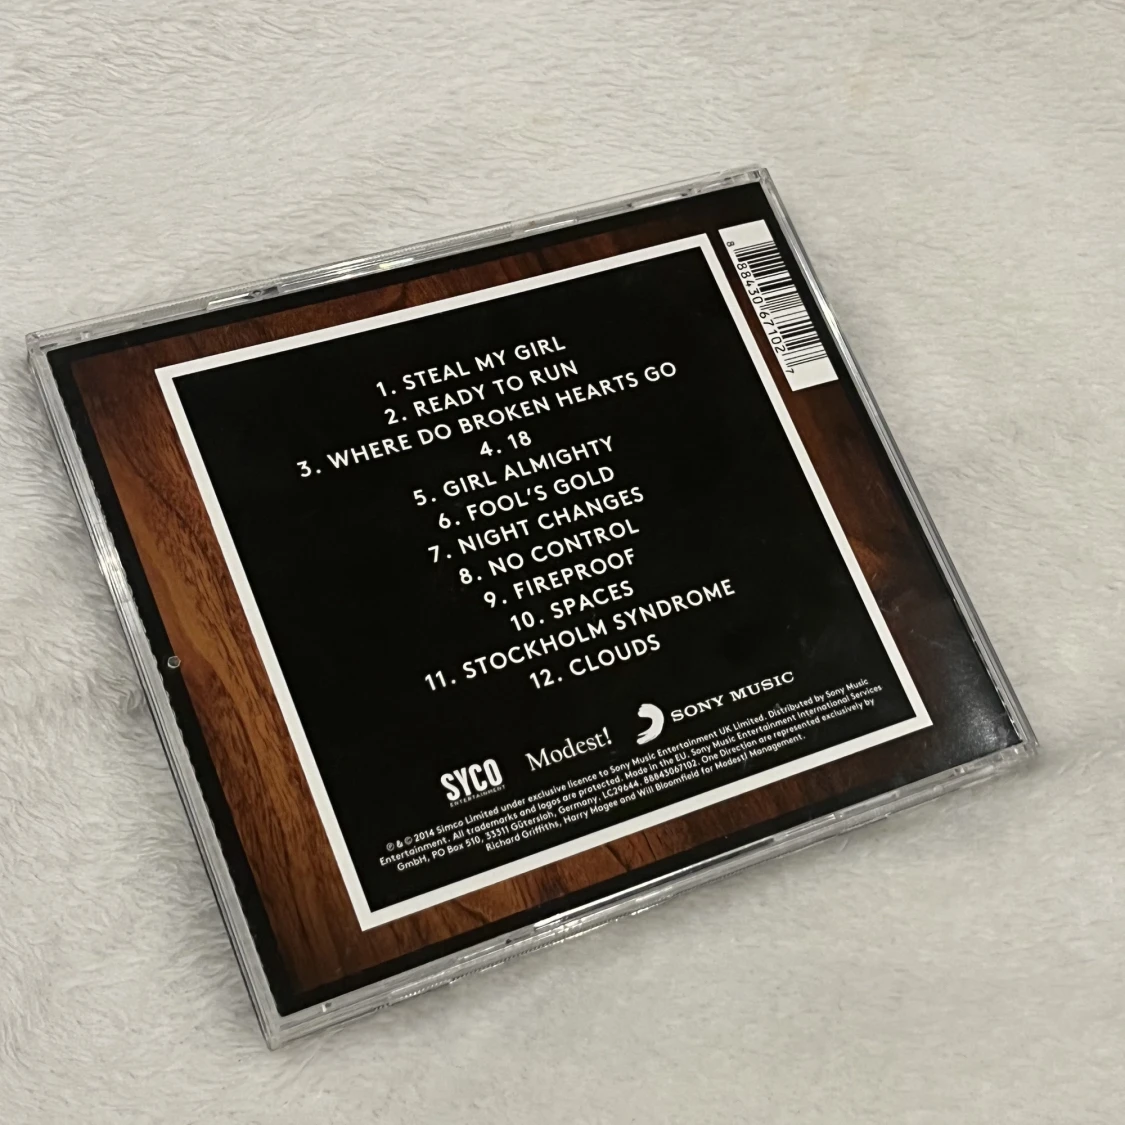 1. STEAL MY GIRL
2. READY TO RUN
3. WHERE DO BROKEN HEARTS GO
4. 18
5. GIRL ALMIGHTY
6. FOOL'S GOLD
7. NIGHT CHANGES
8. NO CONTROL
9. FIREPROOF
10. SPACES
11. STOCKHOLM SYNDROME
12. CLOUDS
SYCO
ENTERTAINMENT
Modest!
SONY MUSIC
℗ & © 2014 Simco Limited under exclusive licence to Sony Music Entertainment UK Limited. Distributed by Sony Music
Entertainment. All trademarks and logos are protected. Made in the EU. Sony Music Entertainment International Services
GmbH, PO Box 510, 33311 Gütersloh, Germany. LC29644. 88843067102. One Direction are represented exclusively by
Richard Griffiths, Harry Magee and Will Bloomfield for Modest! Management.
8 88430 67102 7